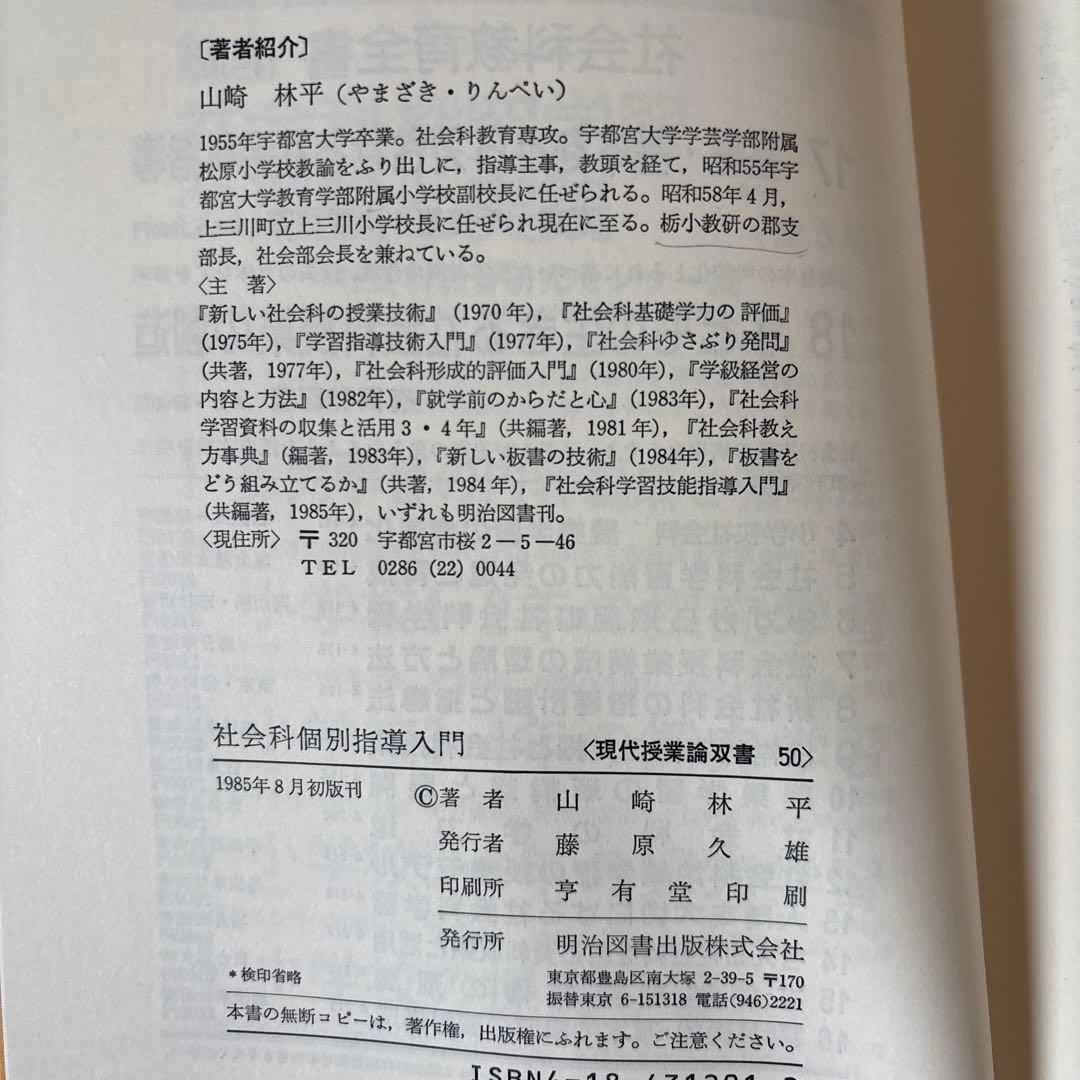 〔著者紹介〕
山崎 林平（やまざき・りんぺい）
1955年宇都宮大学卒業。社会科教育専攻。宇都宮大学学芸学部附属
松原小学校教諭をふり出しに，指導主事，教頭を経て，昭和55年宇
都宮大学教育学部附属小学校副校長に任ぜられる。昭和58年4月，
上三川町立上三川小学校長に任ぜられ現在に至る。栃小教研の郡支
部長，社会部会長を兼ねている。
〈主 著〉
『新しい社会科の授業技術』（1970年），『社会科基礎学力の評価』
（1975年），『学習指導技術入門』（1977年），『社会科ゆさぶり発問』
（共著，1977年），『社会科形成的評価入門』（1980年），『学級経営の
内容と方法』（1982年），『就学前のからだと心』（1983年），『社会科
学習資料の収集と活用3・4年』（共編著，1981年），『社会科教え
方事典』（編著，1983年），『新しい板書の技術』（1984年），『板書を
どう組み立てるか』（共著，1984年），『社会科学習技能指導入門』
（共編著，1985年），いずれも明治図書刊。
〈現住所〉 〒320 宇都宮市桜2－5－46
TEL 0286 (22) 0044
社会科個別指導入門 〈現代授業論双書 50〉
1985年8月初版刊 ©著 者 山崎林平
発行者 藤原久雄
印刷所 亨有堂印刷
発行所 明治図書出版株式会社
＊検印省略 東京都豊島区南大塚 2-39-5 〒170
振替東京 6-151318 電話(946)2221
本書の無断コピーは，著作権，出版権にふれます。ご注意ください。